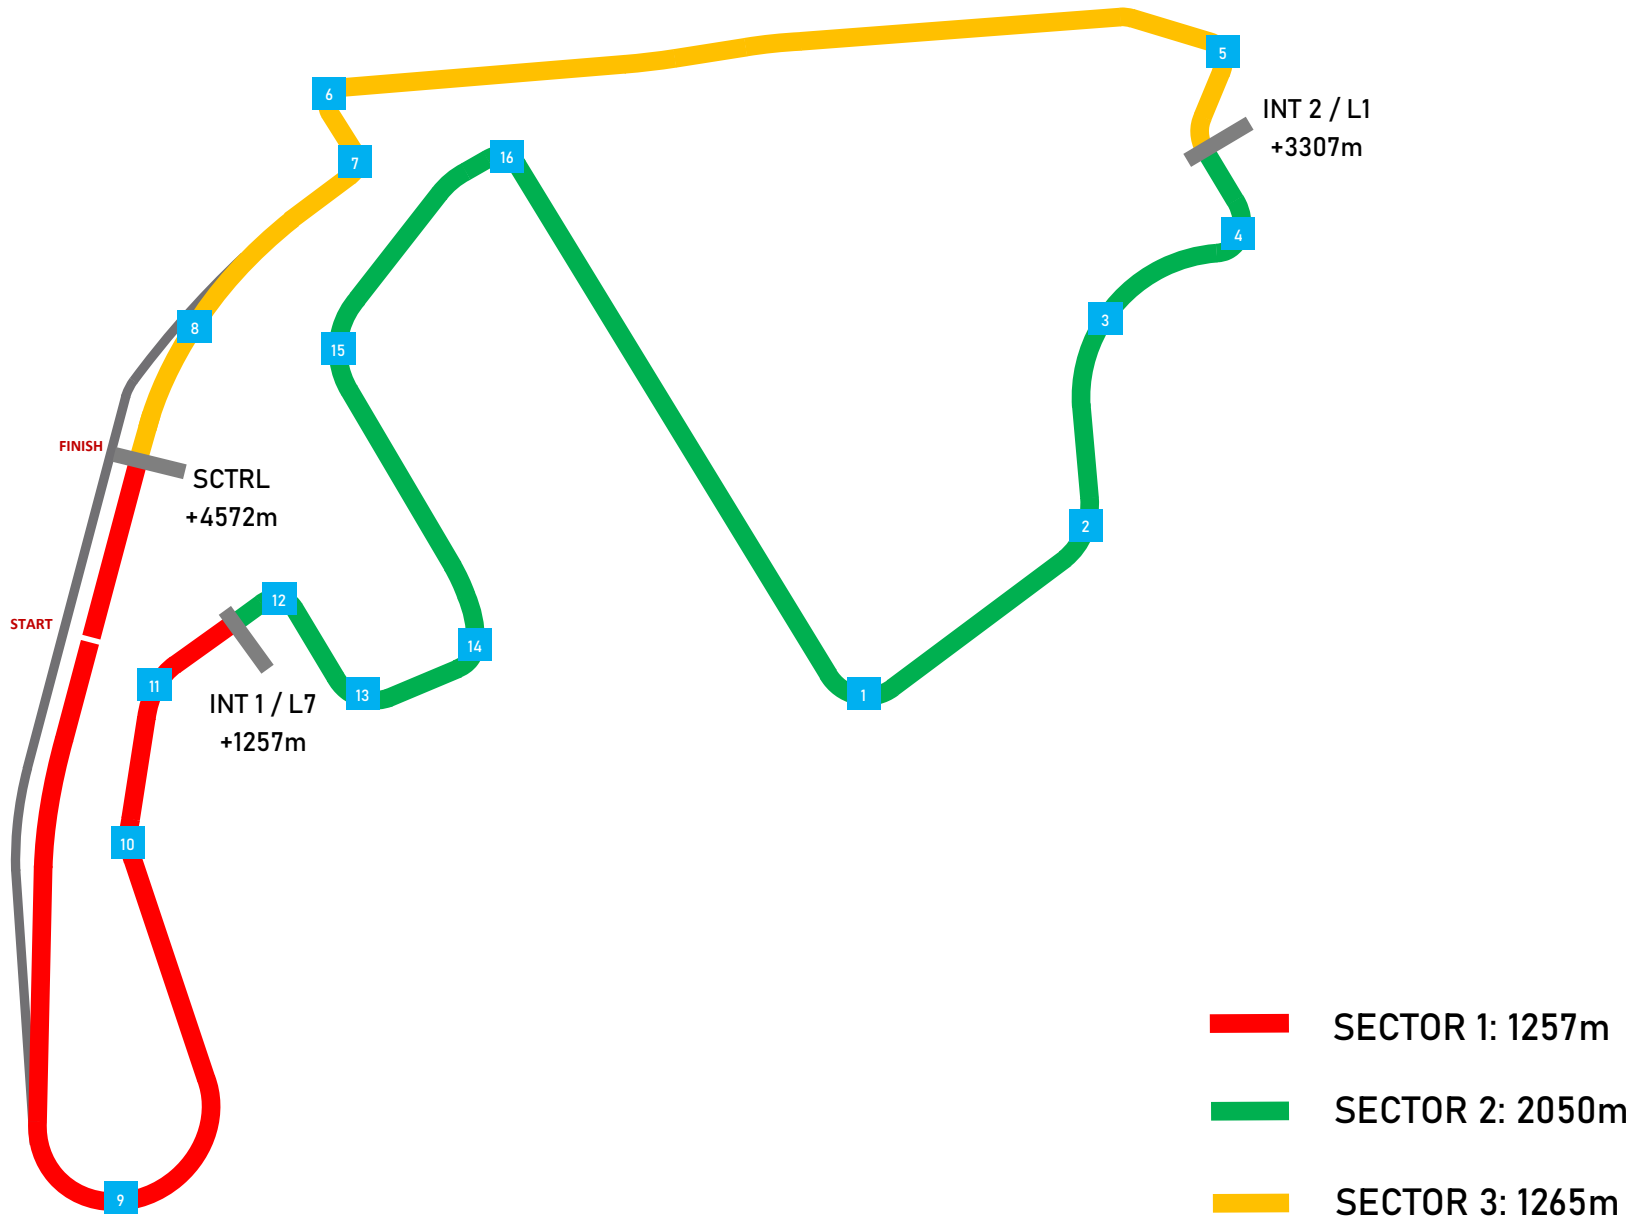 5
6
INT 2 / L1
+3307m
7
16
4
3
8
15
FINISH
SCTRL
+4572m
2
12
START
14
11
13
1
INT 1 / L7
+1257m
10
9
SECTOR 1: 1257m
SECTOR 2: 2050m
SECTOR 3: 1265m